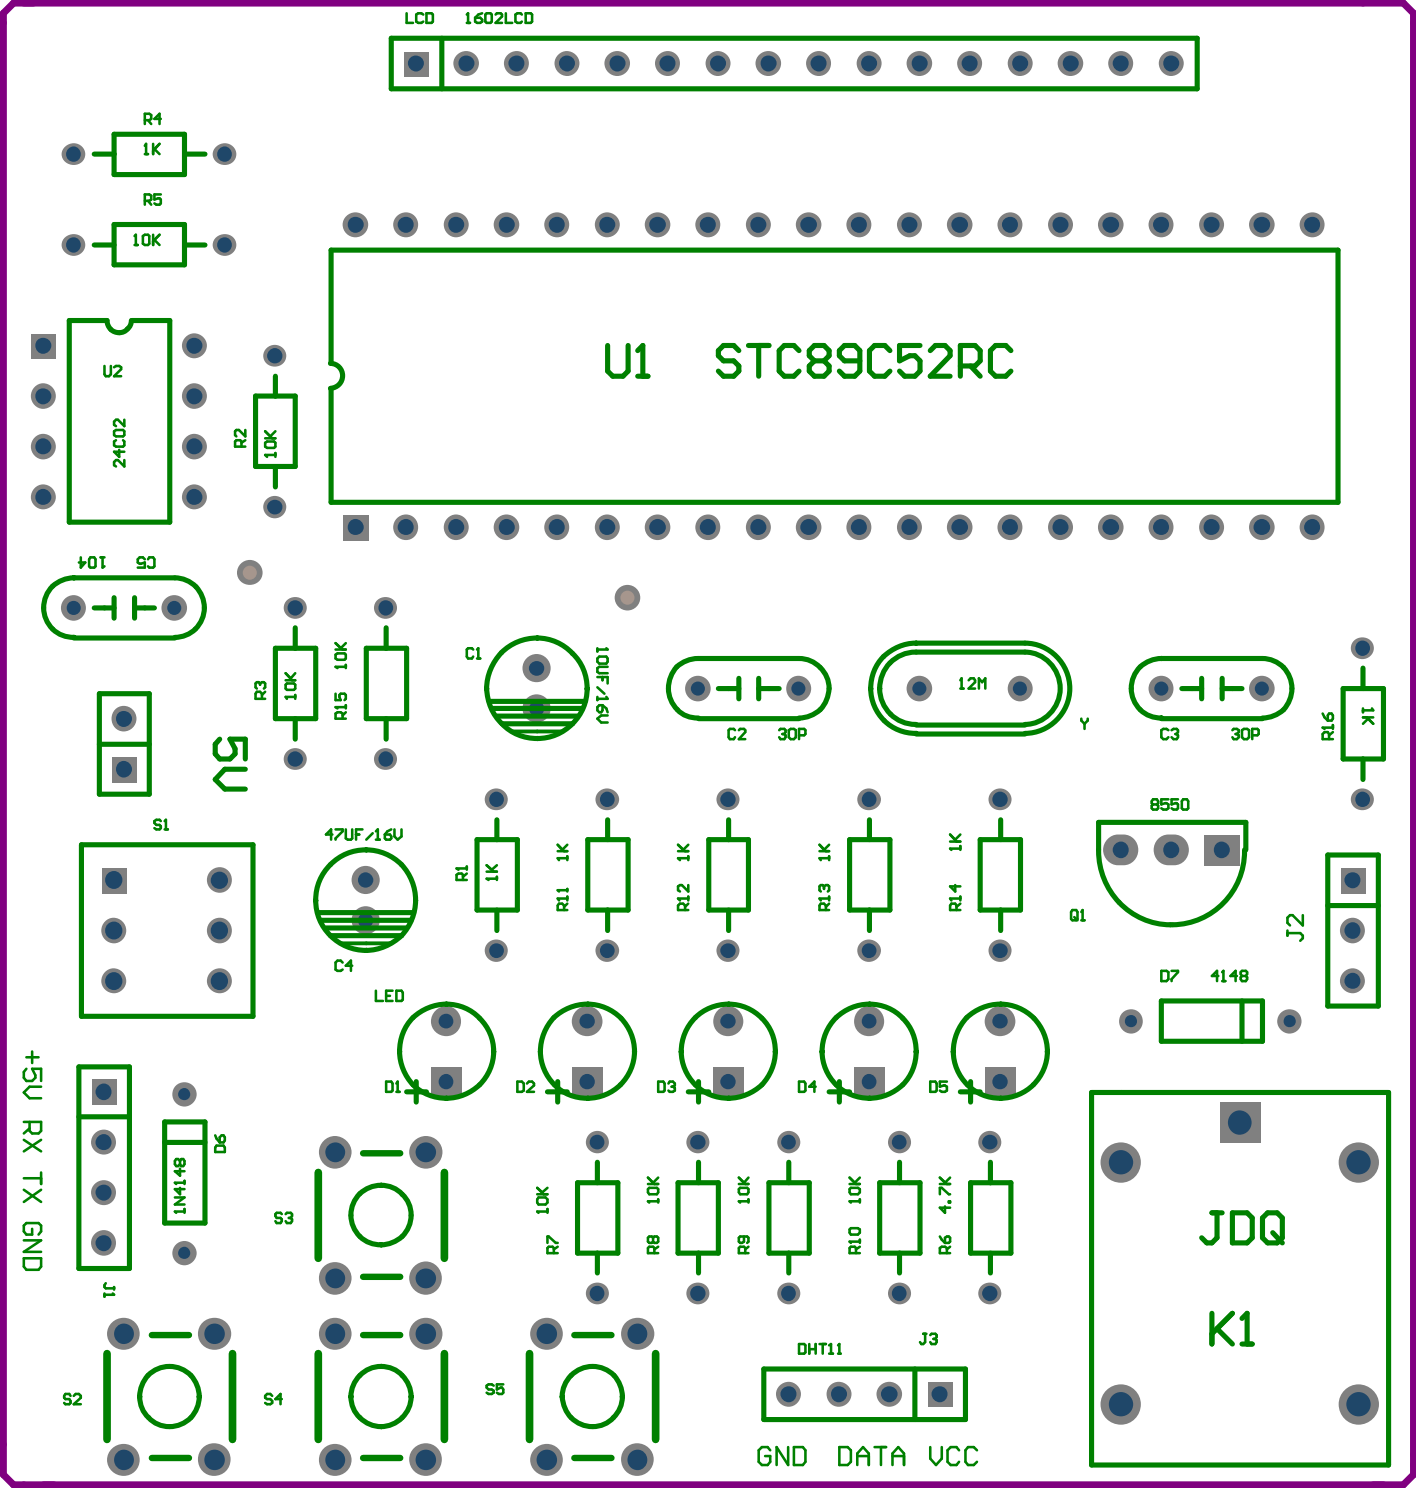 LCD 1602LCD
R4
1K
R5
10K
U2
24C02
R2
10K
U1 STC89C52RC
104 C5
R3
10K
R15 10K
C1
10UF/16V
C2 30P
12M
Y
C3 30P
R16
1K
5V
S1
47UF/16V
C4
R1
1K
R11 1K
R12 1K
R13 1K
R14 1K
8550
Q1
J2
D7 4148
LED
D1
D2
D3
D4
D5
+5V RX TX GND
J1
D6
1N4148
S3
R7 10K
R8 10K
R9 10K
R10 10K
R6 4.7K
JDQ
K1
S2
S4
S5
DHT11
J3
GND DATA VCC